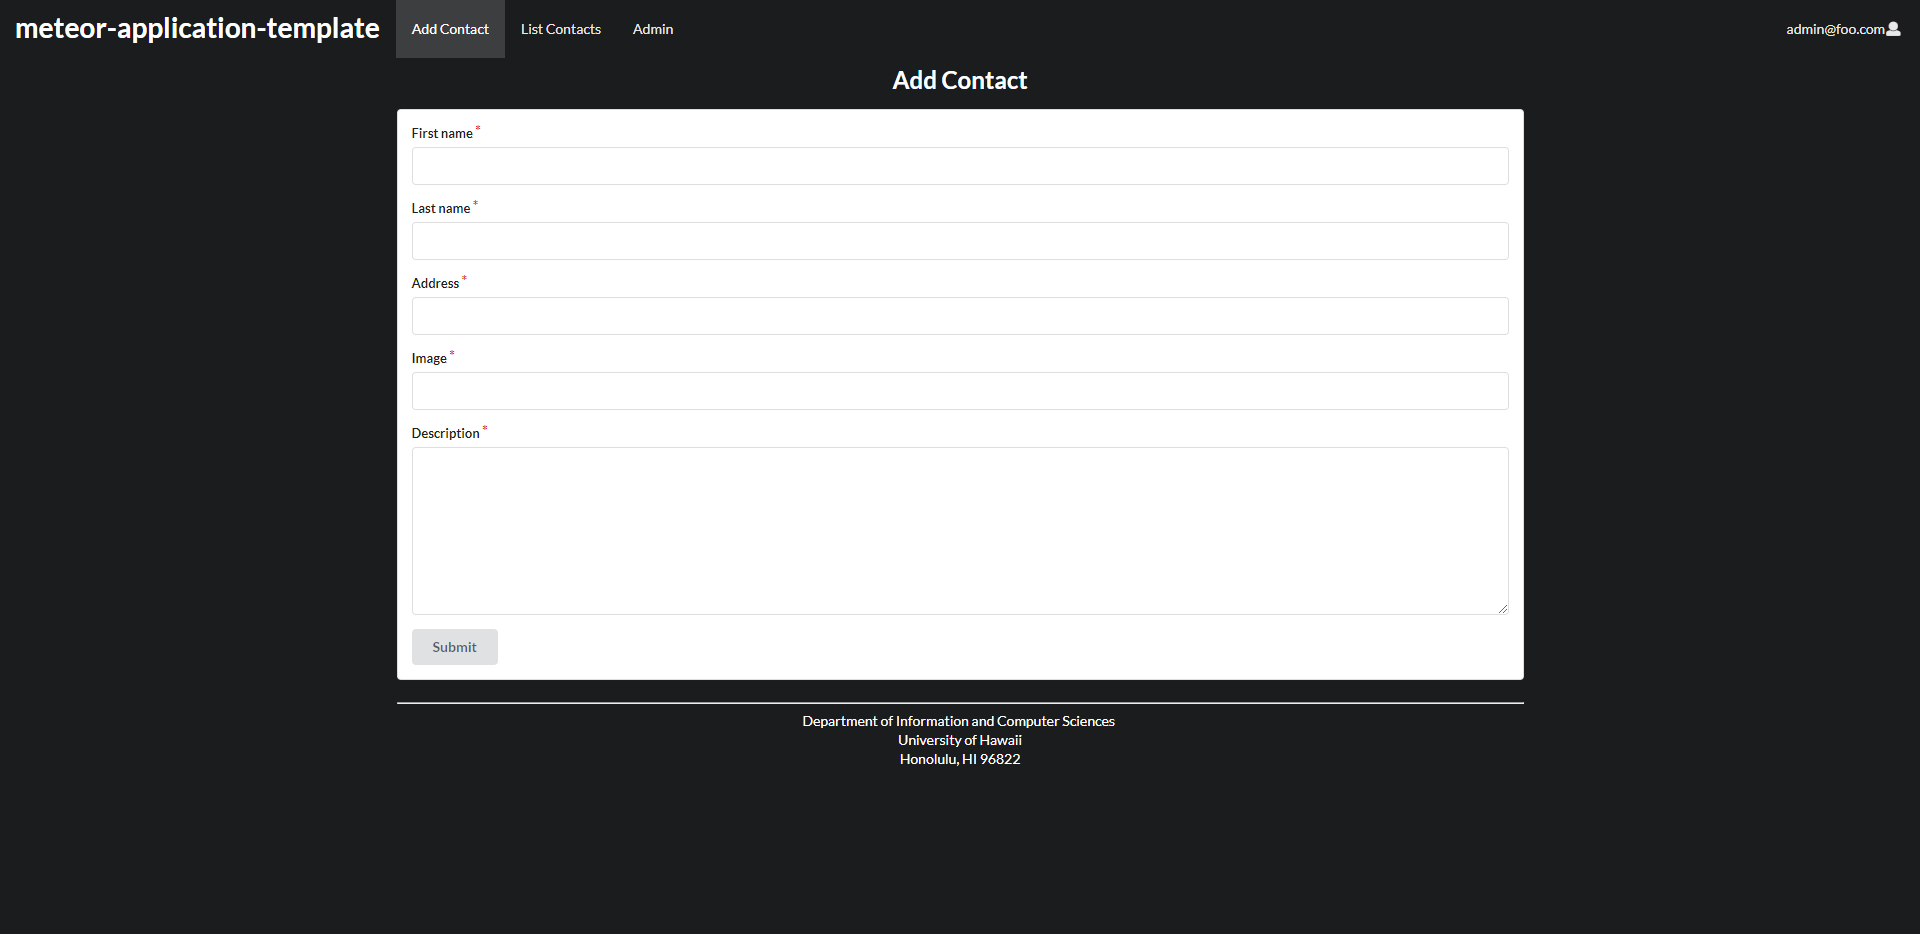 meteor-application-template Add Contact List Contacts Admin admin@foo.com
Add Contact
First name *
Last name *
Address *
Image *
Description *
Submit
Department of Information and Computer Sciences
University of Hawaii
Honolulu, HI 96822